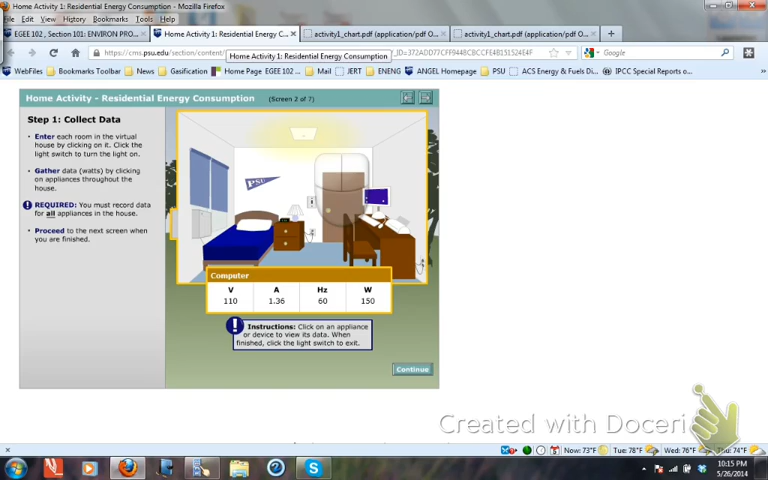 Home Activity 1: Residential Energy Consumption - Mozilla Firefox
File Edit View History Bookmarks Tools Help
EGEE 102 , Section 101: ENVIRON PRO...
Home Activity 1: Residential Energy C...
activity1_chart.pdf (application/pdf O...
activity1_chart.pdf (application/pdf O...
https://cms.psu.edu/section/content/
_ID=372ADD77CFF9448CBCCFE4B151524E4F
Google
Home Activity 1: Residential Energy Consumption
WebFiles
Bookmarks Toolbar
News
Gasification
Home Page EGEE 102 ...
Mail
JERT
ENENG
ANGEL Homepage
PSU
ACS Energy & Fuels Di...
IPCC Special Reports o...
Home Activity - Residential Energy Consumption (Screen 2 of 7)
Step 1: Collect Data
• Enter each room in the virtual
house by clicking on it. Click the
light switch to turn the light on.
• Gather data (watts) by clicking
on appliances throughout the
house.
! REQUIRED: You must record data
for all appliances in the house.
• Proceed to the next screen when
you are finished.
PSU
Computer
V A Hz W
110 1.36 60 150
! Instructions: Click on an appliance
or device to view its data. When
finished, click the light switch to exit.
Continue
Created with Doceri
Now: 73°F Tue: 78°F Wed: 76°F Thu: 74°F
10:15 PM
5/26/2014